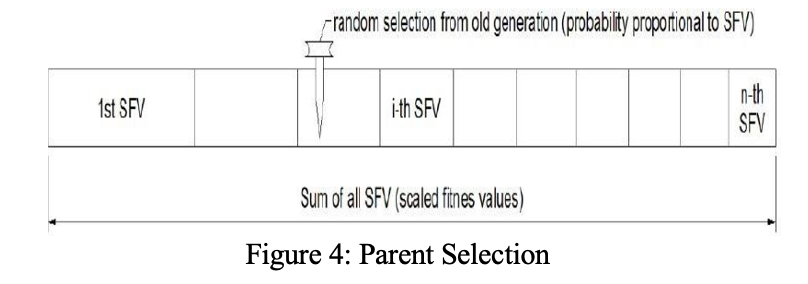 random selection from old generation (probability proportional to SFV)
1st SFV
i-th SFV
n-th
SFV
Sum of all SFV (scaled fitnes values)
Figure 4: Parent Selection